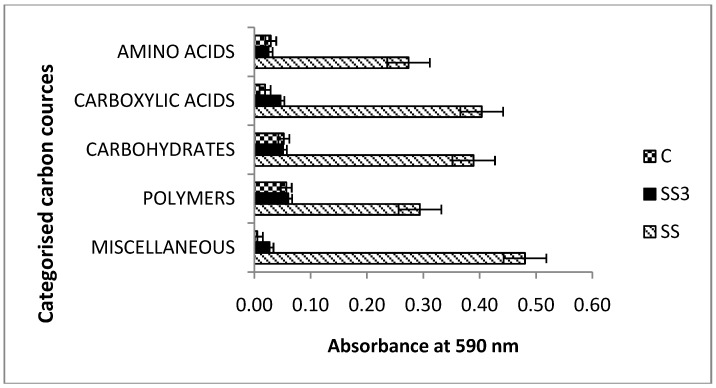 Categorised carbon cources
AMINO ACIDS
CARBOXYLIC ACIDS
CARBOHYDRATES
POLYMERS
MISCELLANEOUS
C
SS3
SS
0.00 0.10 0.20 0.30 0.40 0.50 0.60
Absorbance at 590 nm